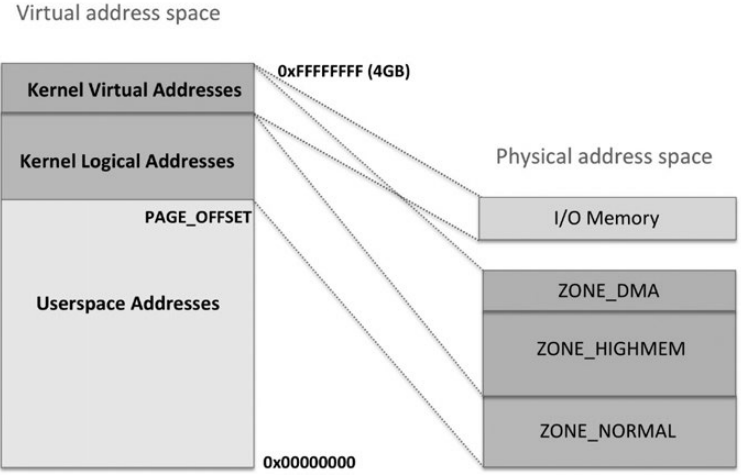 Virtual address space
0xFFFFFFFF (4GB)
Kernel Virtual Addresses
Kernel Logical Addresses
PAGE_OFFSET
Userspace Addresses
0x00000000
Physical address space
I/O Memory
ZONE_DMA
ZONE_HIGHMEM
ZONE_NORMAL